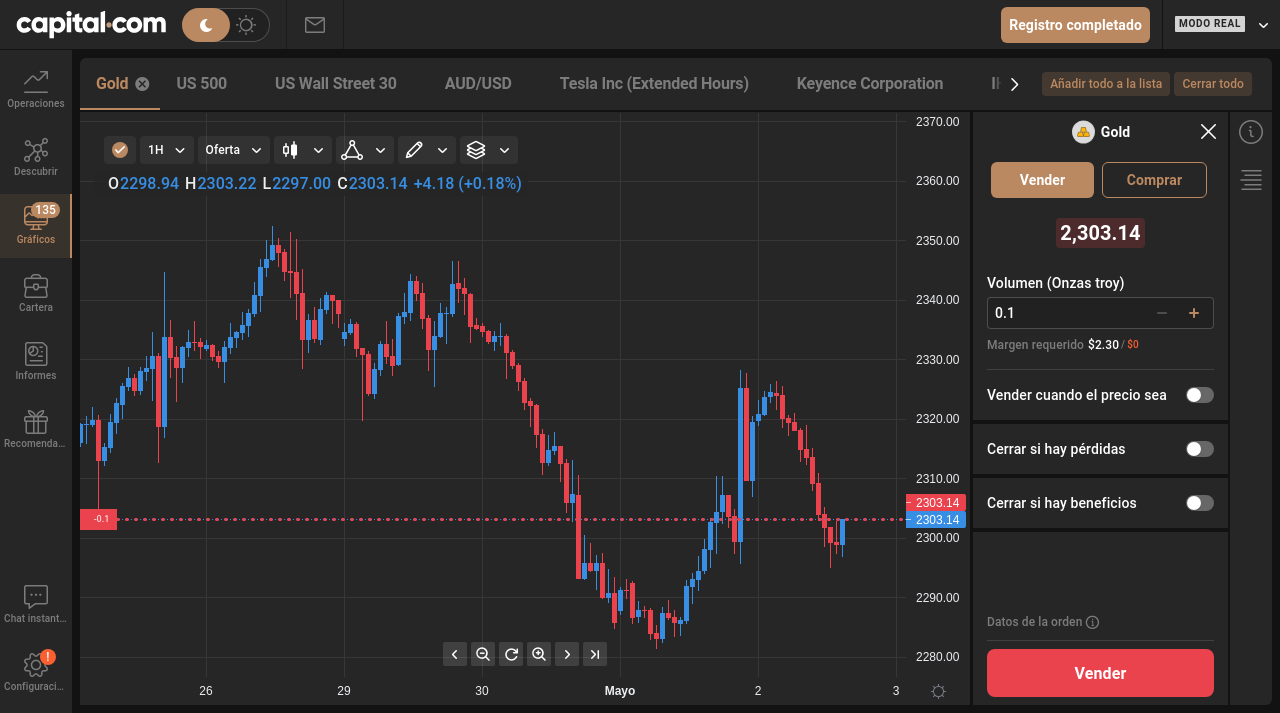 capital.com
Registro completado
MODO REAL
Operaciones
Descubrir
135
Gráficos
Cartera
Informes
Recomenda...
Chat instant...
!
Configuraci...
Gold
US 500
US Wall Street 30
AUD/USD
Tesla Inc (Extended Hours)
Keyence Corporation
Añadir todo a la lista
Cerrar todo
1H
Oferta
O2298.94 H2303.22 L2297.00 C2303.14 +4.18 (+0.18%)
2370.00
2360.00
2350.00
2340.00
2330.00
2320.00
2310.00
2303.14
2303.14
2300.00
2290.00
2280.00
-0.1
26
29
30
Mayo
2
3
Gold
Vender
Comprar
2,303.14
Volumen (Onzas troy)
0.1
Margen requerido $2.30 / $0
Vender cuando el precio sea
Cerrar si hay pérdidas
Cerrar si hay beneficios
Datos de la orden
Vender